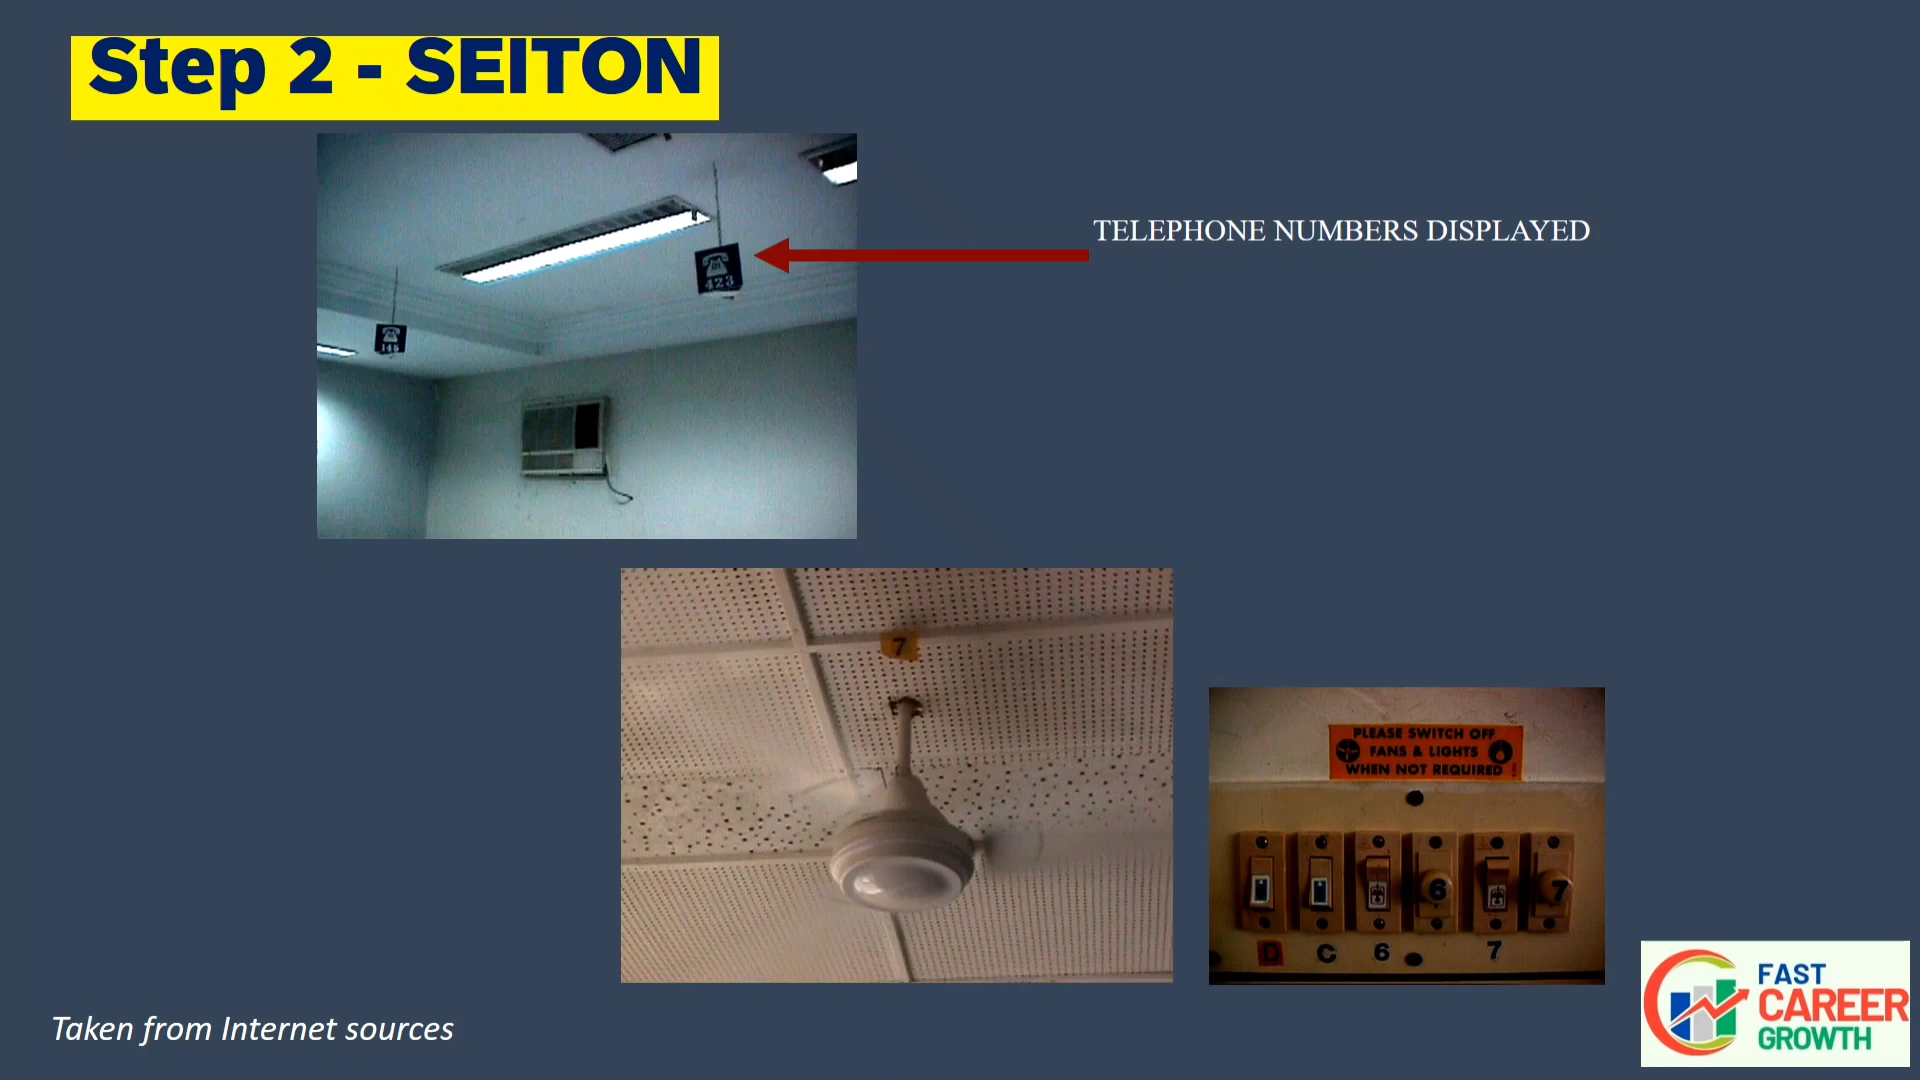 Step 2 - SEITON
TELEPHONE NUMBERS DISPLAYED
423
145
7
PLEASE SWITCH OFF
FANS & LIGHTS
WHEN NOT REQUIRED
6 7
D C 6 7
Taken from Internet sources
FAST
CAREER
GROWTH